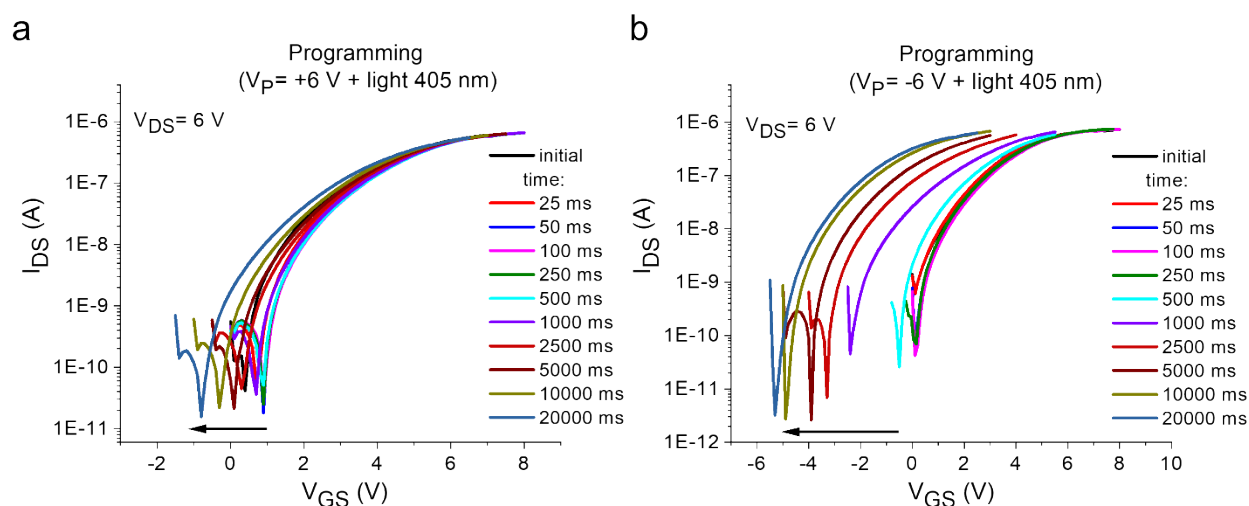 a
Programming
(VP= +6 V + light 405 nm)
VDS= 6 V
1E-6
1E-7
1E-8
1E-9
1E-10
1E-11
IDS (A)
-2 0 2 4 6 8
VGS (V)
initial
time:
25 ms
50 ms
100 ms
250 ms
500 ms
1000 ms
2500 ms
5000 ms
10000 ms
20000 ms
b
Programming
(VP= -6 V + light 405 nm)
VDS= 6 V
1E-6
1E-7
1E-8
1E-9
1E-10
1E-11
1E-12
IDS (A)
-6 -4 -2 0 2 4 6 8 10
VGS (V)
initial
time:
25 ms
50 ms
100 ms
250 ms
500 ms
1000 ms
2500 ms
5000 ms
10000 ms
20000 ms